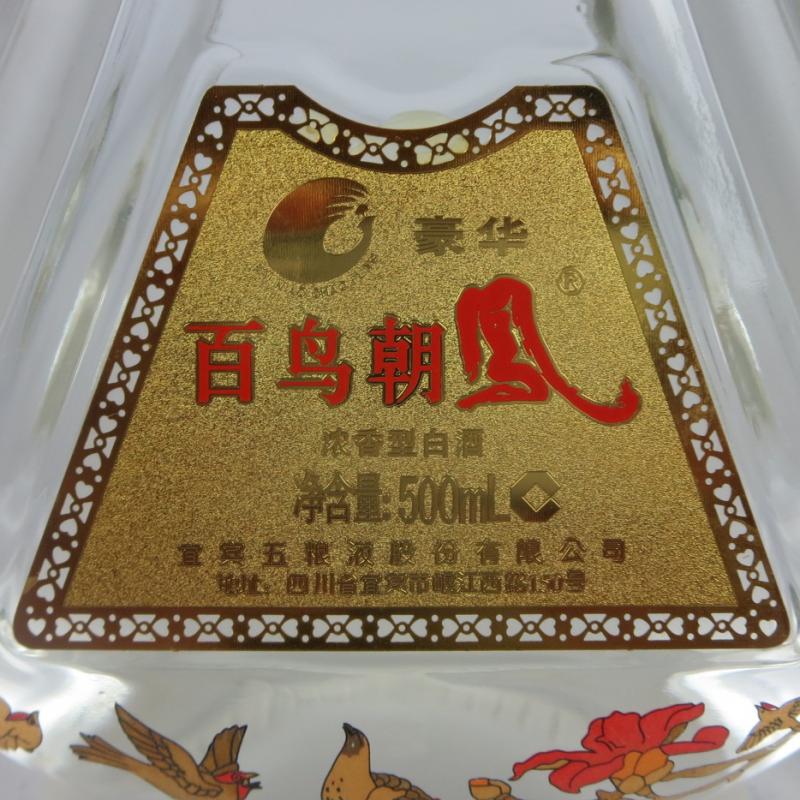 豪华
百鸟朝凤
®
浓香型白酒
净含量:500mL
宜宾五粮液股份有限公司
地址：四川省宜宾市岷江西路150号